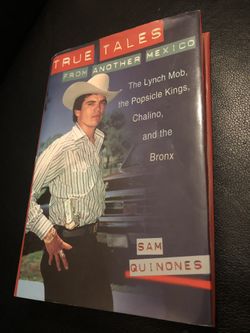 TRUE TALES
FROM ANOTHER MEXICO
The Lynch Mob,
the Popsicle Kings,
Chalino,
and the
Bronx
SAM
QUINONES